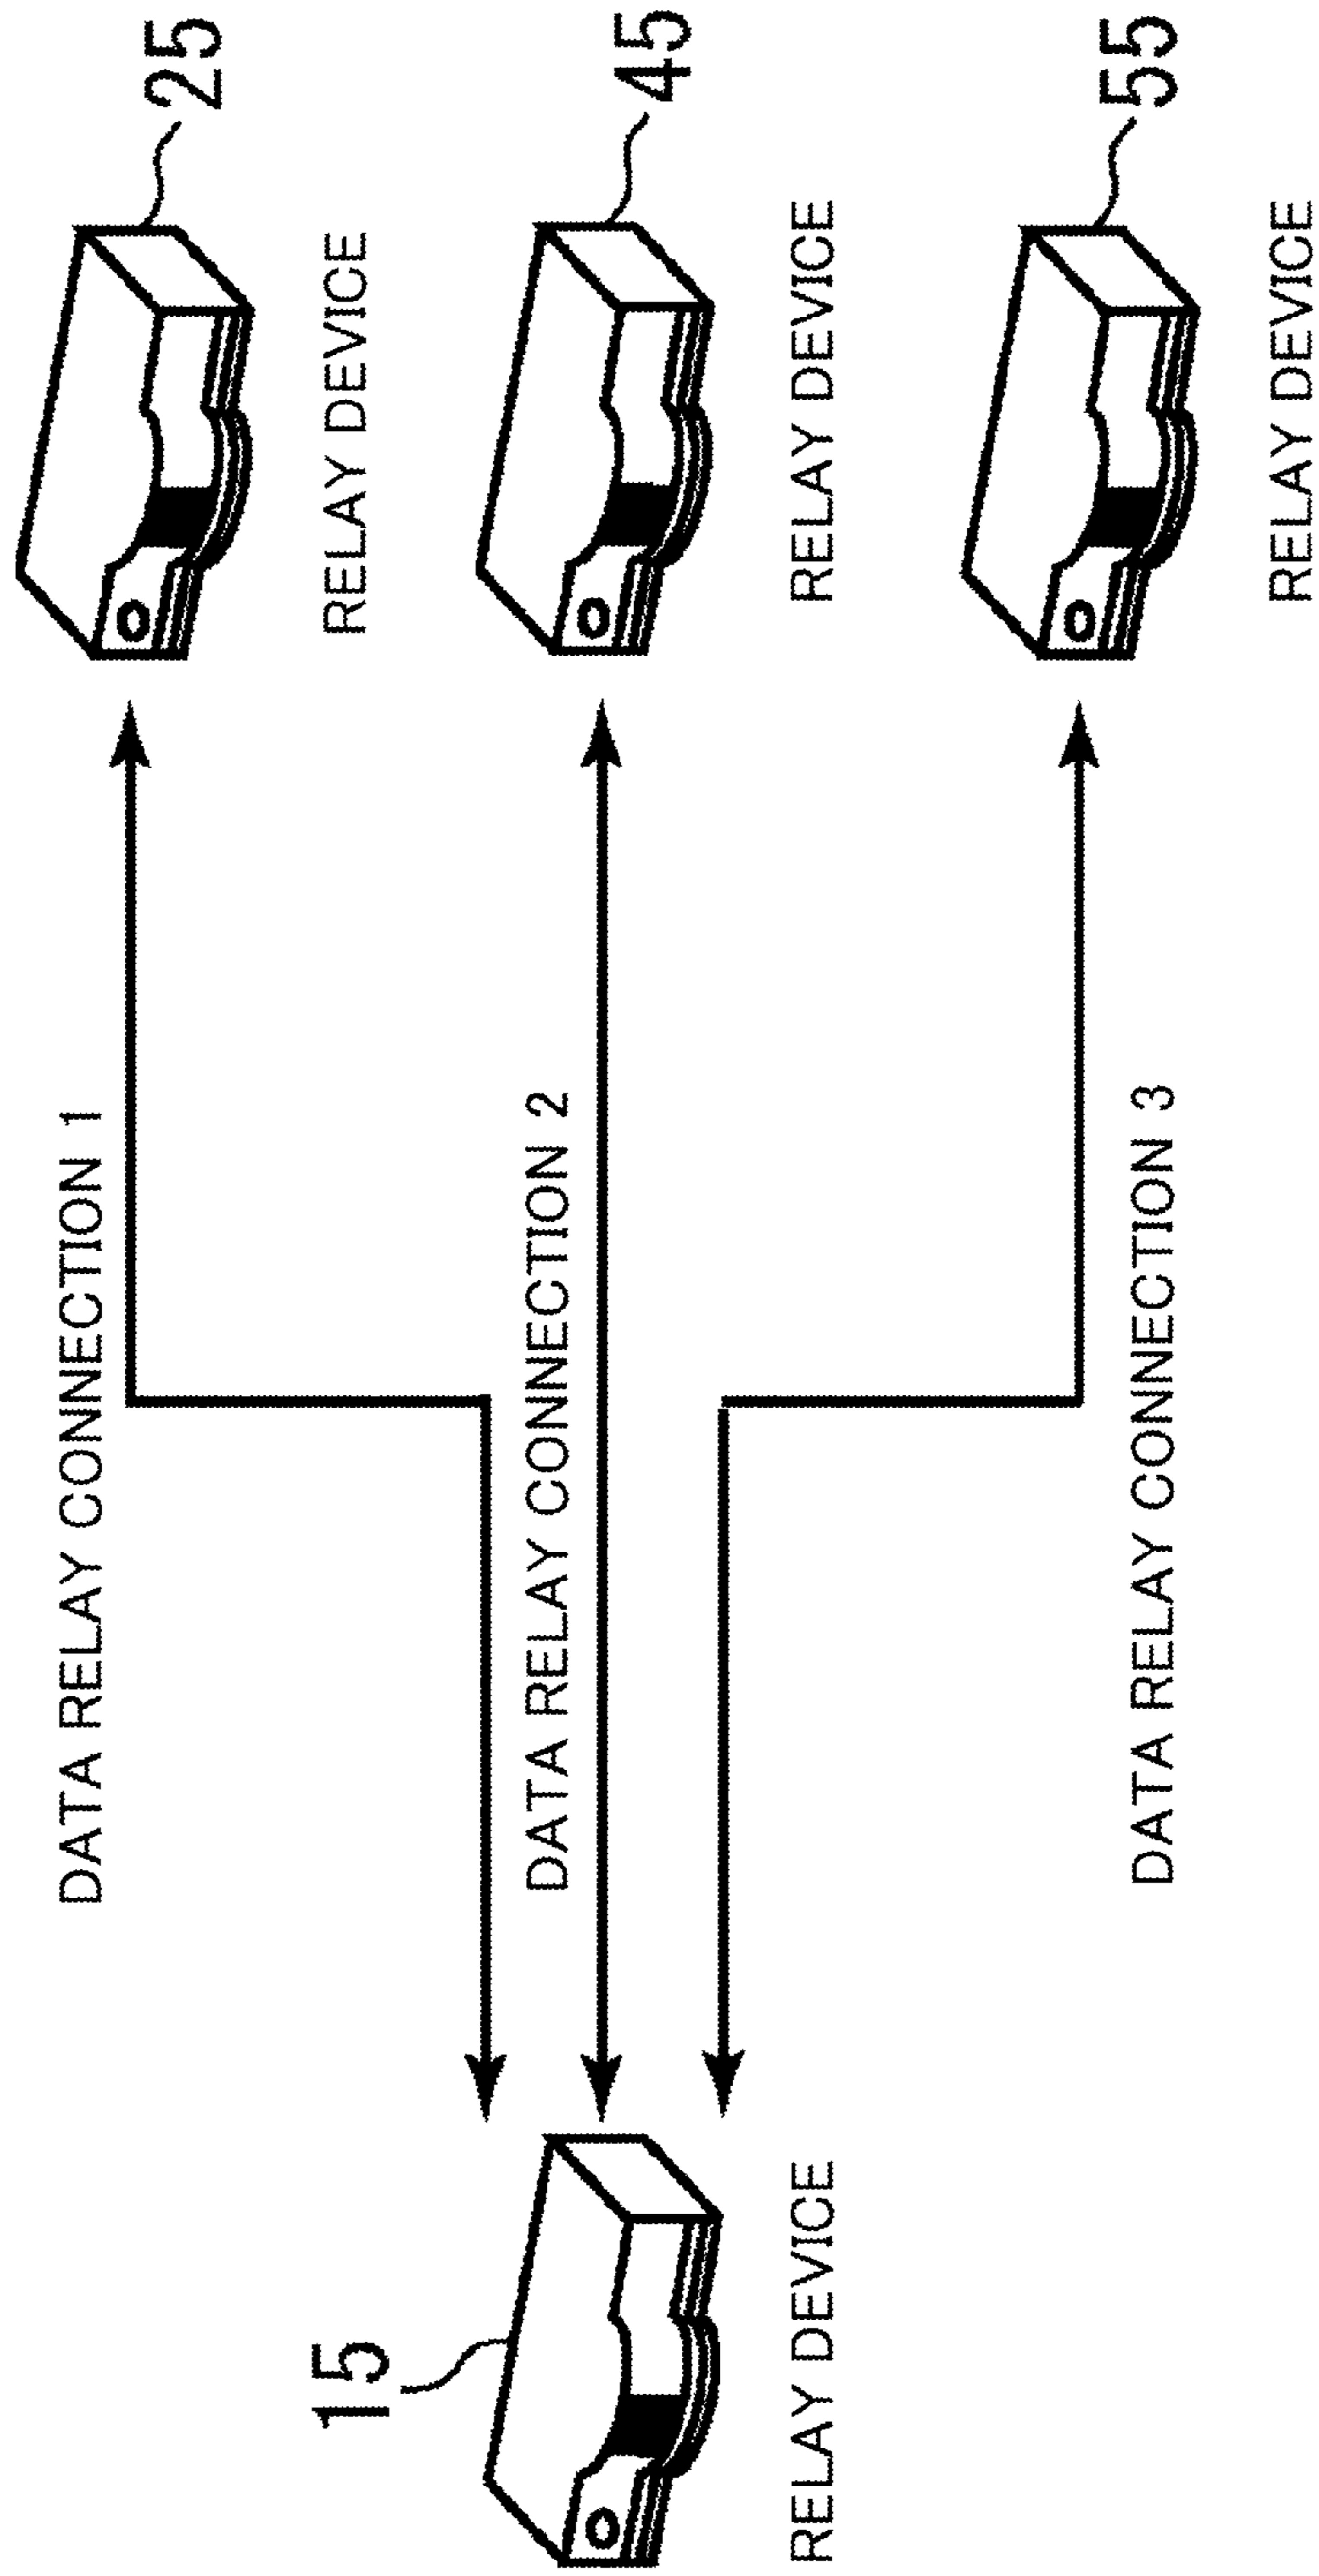 25
DATA RELAY CONNECTION 1
RELAY DEVICE
15
45
DATA RELAY CONNECTION 2
RELAY DEVICE
RELAY DEVICE
55
DATA RELAY CONNECTION 3
RELAY DEVICE